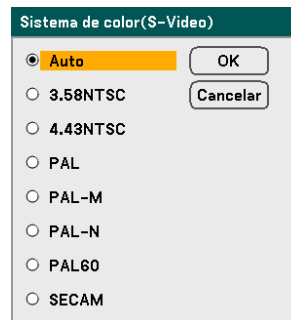 Sistema de color(S-Video)
Auto
OK
3.58NTSC
Cancelar
4.43NTSC
PAL
PAL-M
PAL-N
PAL60
SECAM